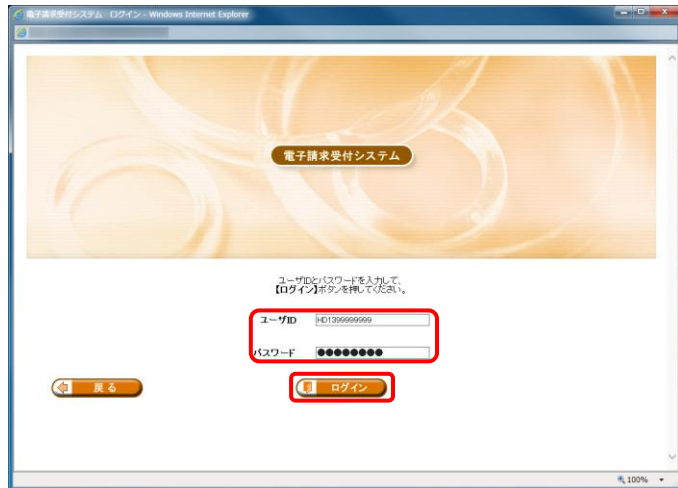 電子請求受付システム ログイン - Windows Internet Explorer
電子請求受付システム
ユーザIDとパスワードを入力して、
【ログイン】ボタンを押してください。
ユーザID HD1399999999
パスワード ●●●●●●●●
戻る ログイン
100%